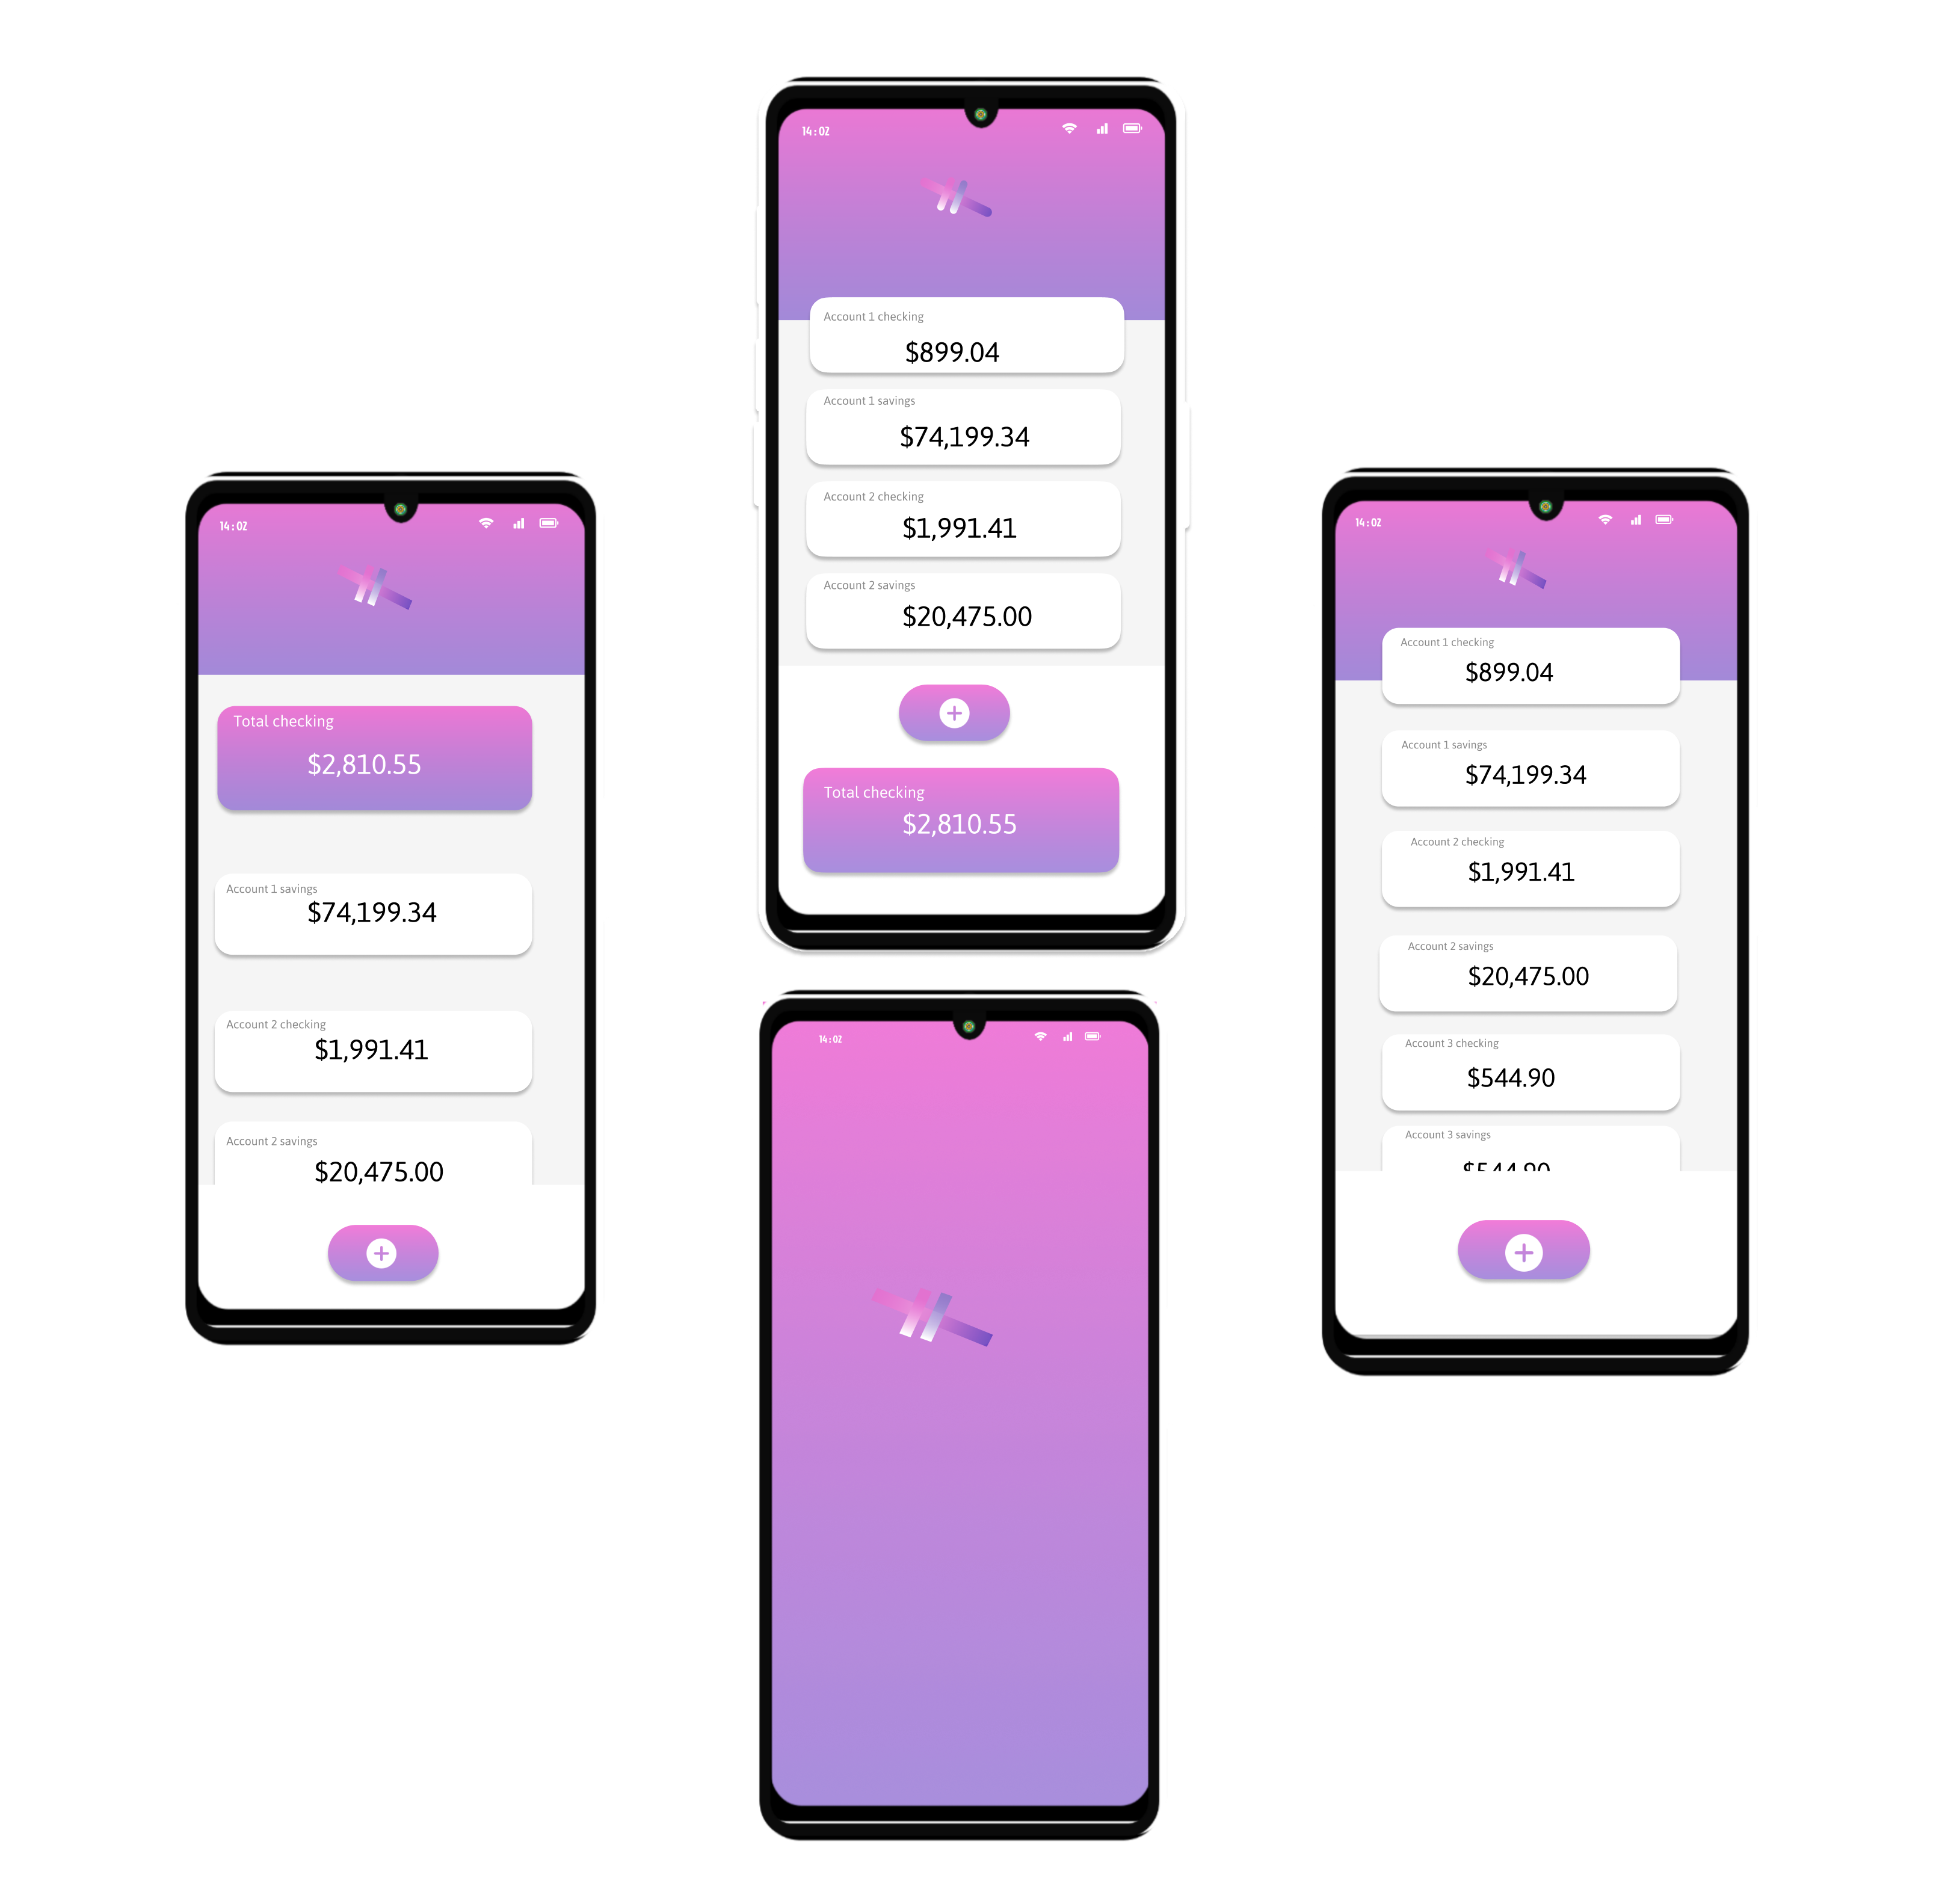 14:02
Account 1 checking
$899.04
Account 1 savings
$74,199.34
Account 2 checking
$1,991.41
Account 2 savings
$20,475.00
Total checking
$2,810.55
14:02
Total checking
$2,810.55
Account 1 savings
$74,199.34
Account 2 checking
$1,991.41
Account 2 savings
$20,475.00
14:02
Account 1 checking
$899.04
Account 1 savings
$74,199.34
Account 2 checking
$1,991.41
Account 2 savings
$20,475.00
Account 3 checking
$544.90
Account 3 savings
$544.90
14:02